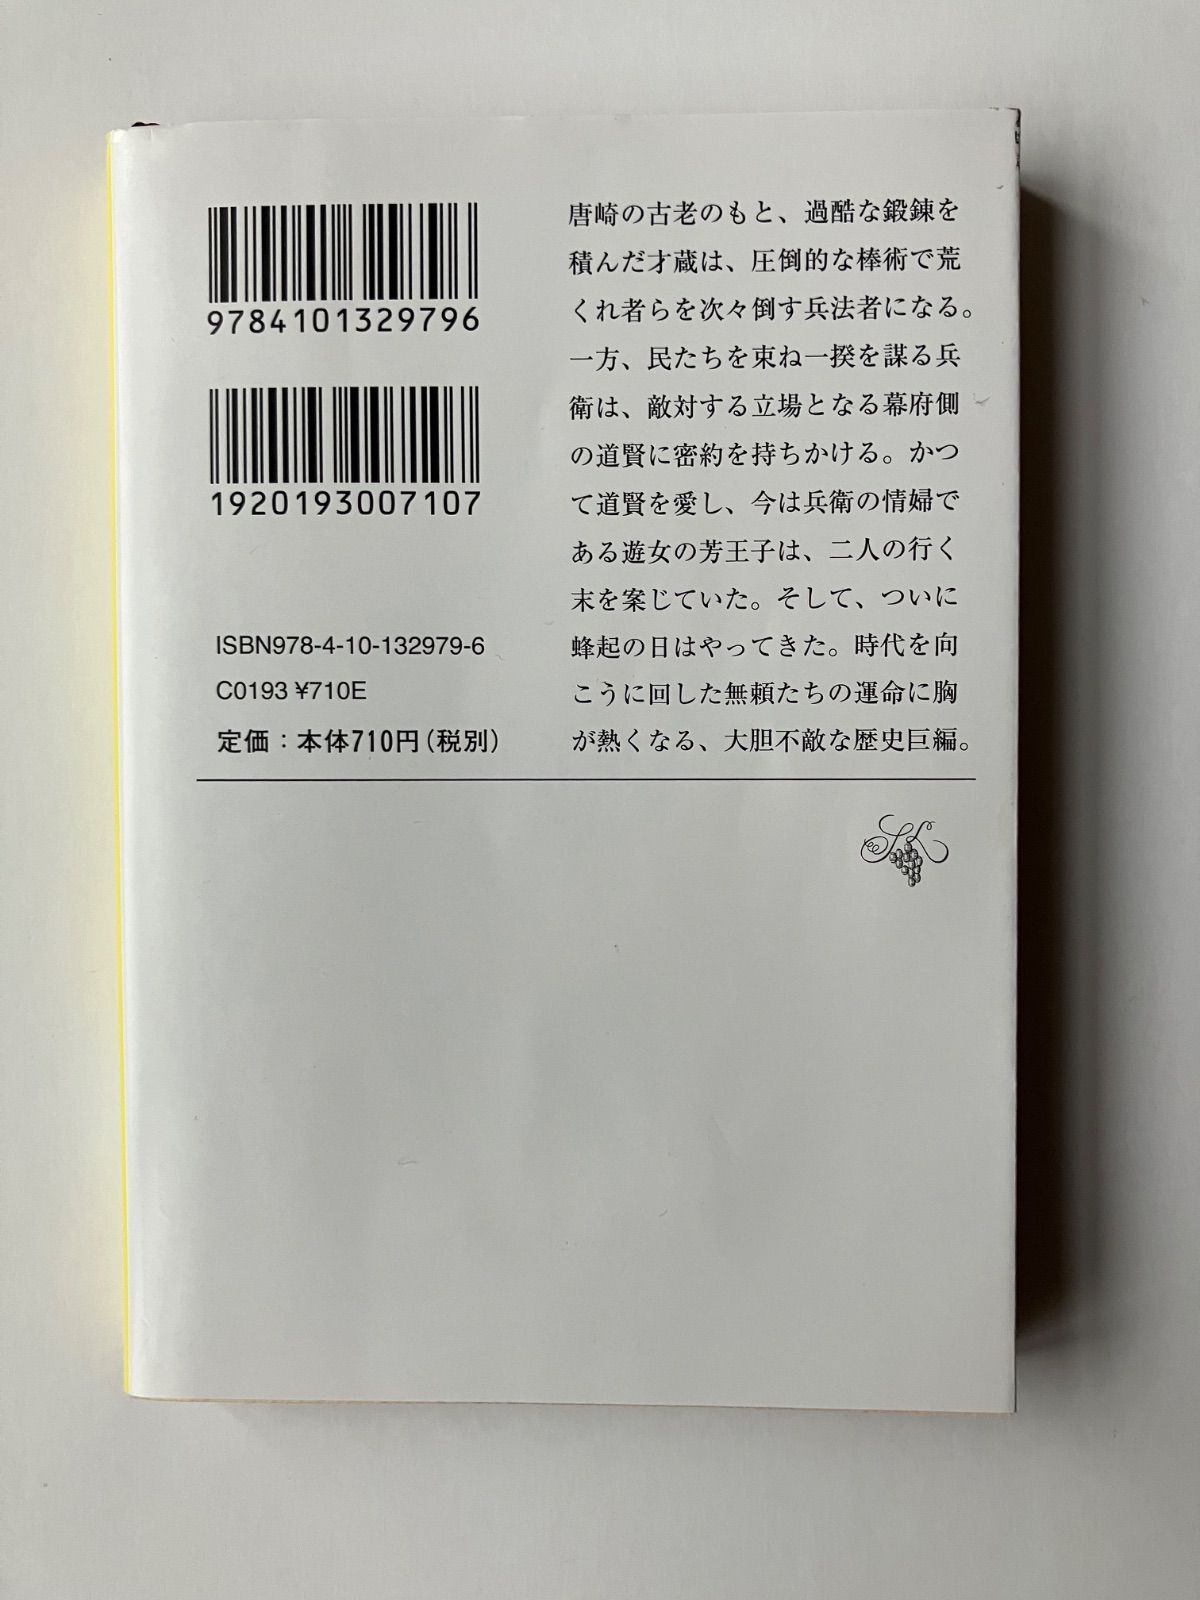 9784101329796
1920193007107
ISBN978-4-10-132979-6
C0193 ¥710E
定価：本体710円（税別）
唐崎の古老のもと、過酷な鍛錬を
積んだ才蔵は、圧倒的な棒術で荒
くれ者らを次々倒す兵法者になる。
一方、民たちを束ね一揆を謀る兵
衛は、敵対する立場となる幕府側
の道賢に密約を持ちかける。かつ
て道賢を愛し、今は兵衛の情婦で
ある遊女の芳王子は、二人の行く
末を案じていた。そして、ついに
蜂起の日はやってきた。時代を向
こうに回した無頼たちの運命に胸
が熱くなる、大胆不敵な歴史巨編。
SK